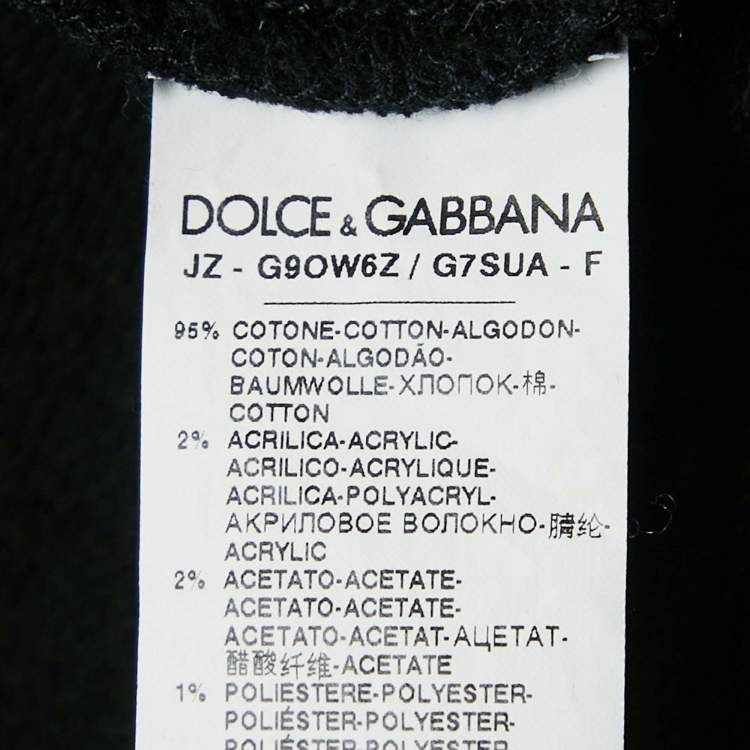 DOLCE & GABBANA
JZ - G9OW6Z / G7SUA - F
95% COTONE-COTTON-ALGODON-
COTON-ALGODÃO-
BAUMWOLLE-ХЛОПОК-棉-
COTTON
2% ACRILICA-ACRYLIC-
ACRILICO-ACRYLIQUE-
ACRILICA-POLYACRYL-
АКРИЛОВОЕ ВОЛОКНО-腈纶-
ACRYLIC
2% ACETATO-ACETATE-
ACETATO-ACETATE-
ACETATO-ACETAT-АЦЕТАТ-
醋酸纤维-ACETATE
1% POLIESTERE-POLYESTER-
POLIÉSTER-POLYESTER-
POLIÉSTER-POLYESTER-